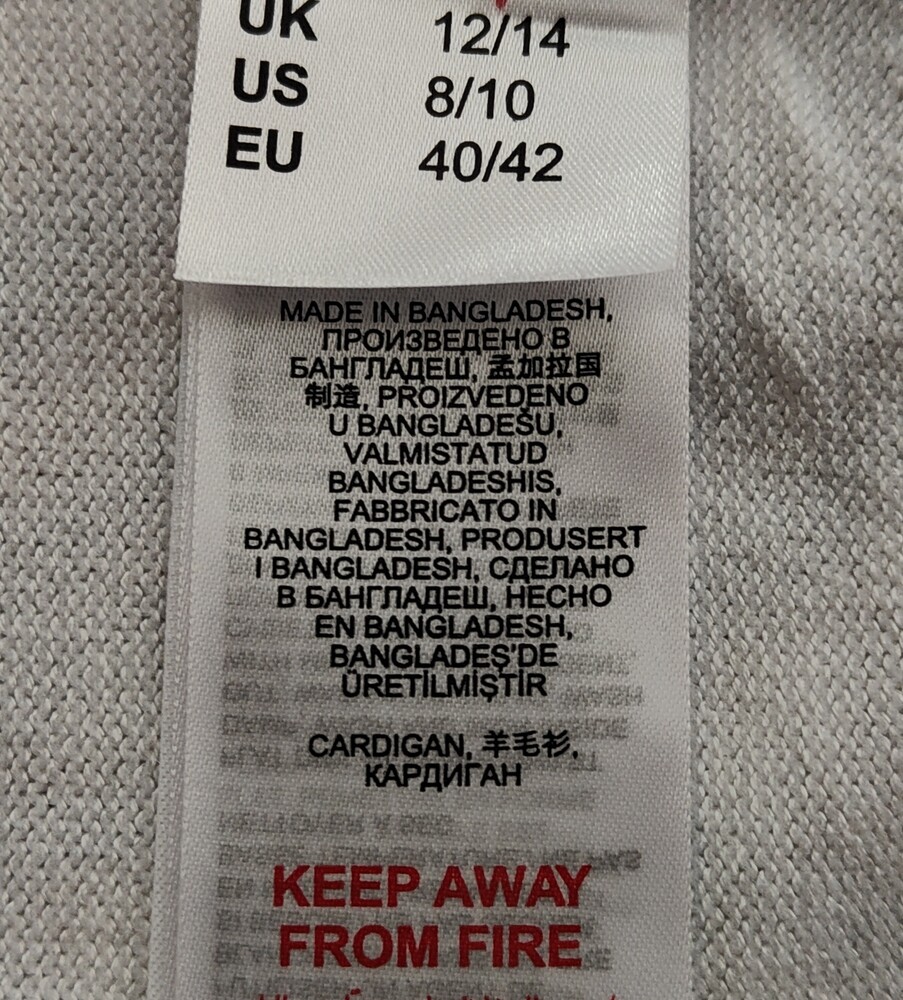 UK 12/14
US 8/10
EU 40/42
MADE IN BANGLADESH,
ПРОИЗВЕДЕНО В
БАНГЛАДЕШ, 孟加拉国
制造, PROIZVEDENO
U BANGLADEŠU,
VALMISTATUD
BANGLADESHIS,
FABBRICATO IN
BANGLADESH, PRODUSERT
I BANGLADESH, СДЕЛАНО
В БАНГЛАДЕШ, HECHO
EN BANGLADESH,
BANGLADEŞ'DE
ÜRETİLMİŞTİR
CARDIGAN, 羊毛衫,
КАРДИГАН
KEEP AWAY
FROM FIRE